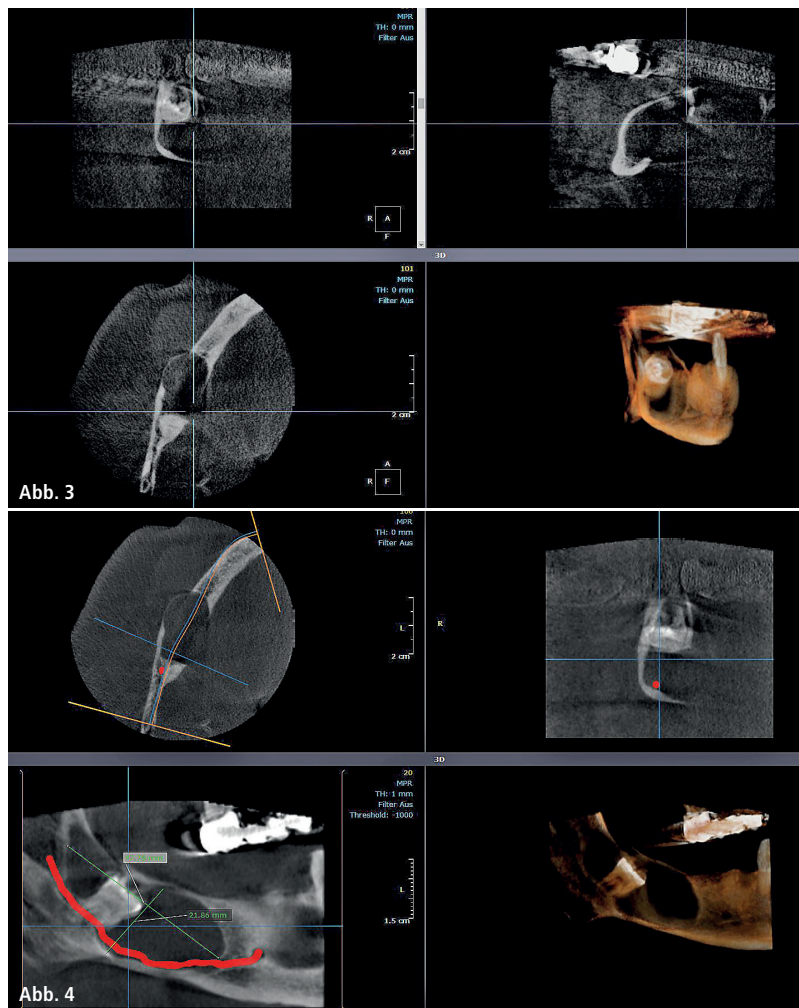 MPR
TH: 0 mm
Filter Aus
2 cm
2 cm
R A
F
3D
101
MPR
TH: 0 mm
Filter Aus
2 cm
A
R F
Abb. 3
MPR
TH: 0 mm
Filter Aus
L
R
2 cm
3D
20
MPR
TH: 1 mm
Filter Aus
Threshold: -1000
21.86 mm
L
1.5 cm
Abb. 4